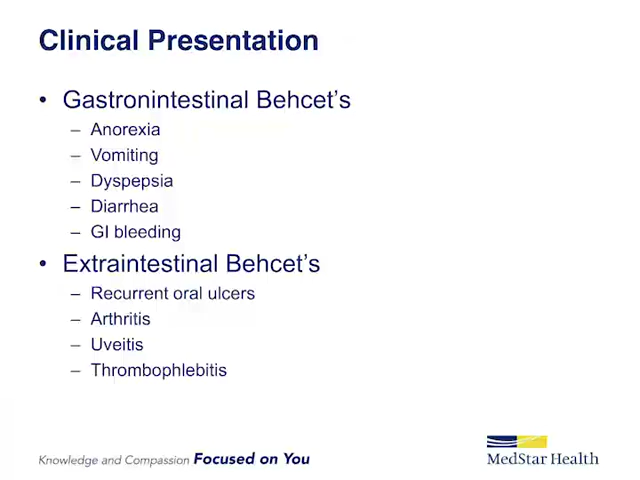 Clinical Presentation
• Gastronintestinal Behcet's
– Anorexia
– Vomiting
– Dyspepsia
– Diarrhea
– GI bleeding
• Extraintestinal Behcet's
– Recurrent oral ulcers
– Arthritis
– Uveitis
– Thrombophlebitis
Knowledge and Compassion Focused on You
MedStar Health